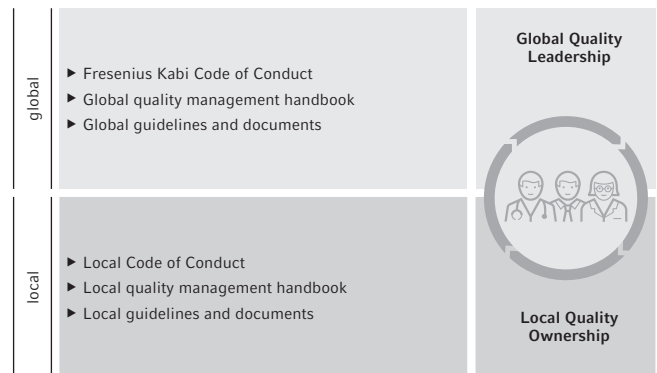 global
▶ Fresenius Kabi Code of Conduct
▶ Global quality management handbook
▶ Global guidelines and documents
Global Quality
Leadership
local
▶ Local Code of Conduct
▶ Local quality management handbook
▶ Local guidelines and documents
Local Quality
Ownership